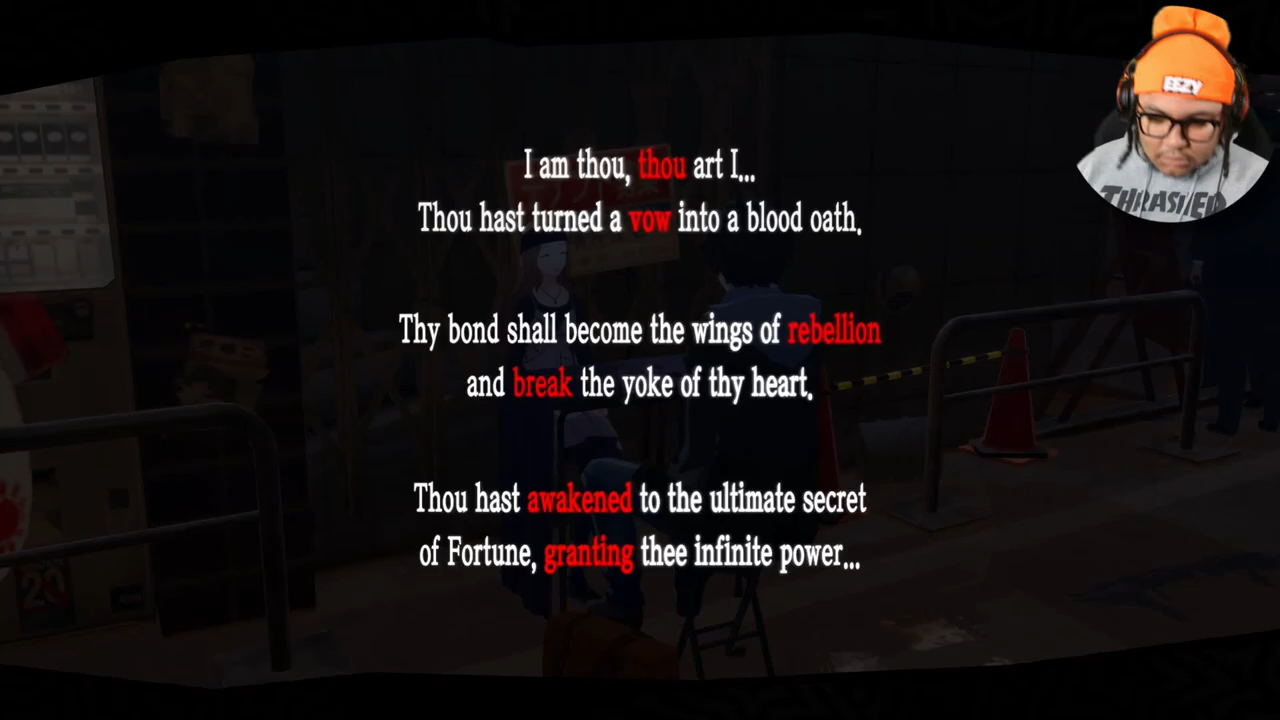 EEZY
THRASHER
I am thou, thou art I...
Thou hast turned a vow into a blood oath.
Thy bond shall become the wings of rebellion
and break the yoke of thy heart.
Thou hast awakened to the ultimate secret
of Fortune, granting thee infinite power...
20